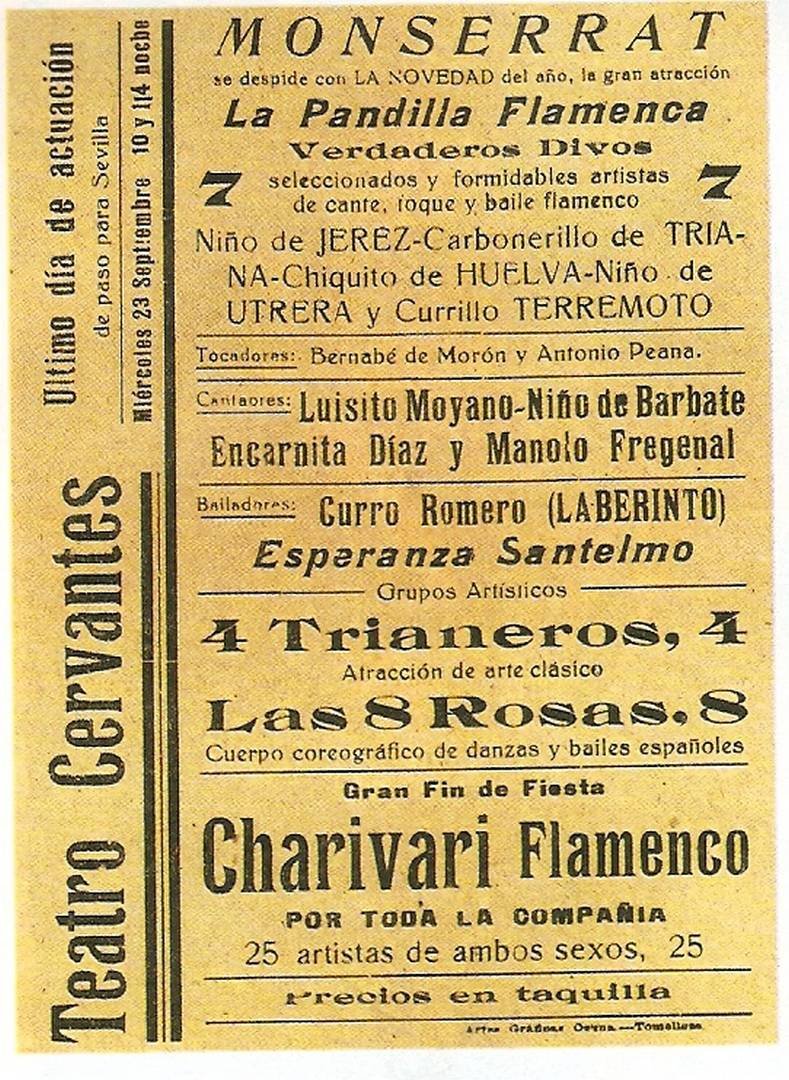 Teatro Cervantes
Ultimo día de actuación
de paso para Sevilla
Miércoles 23 Septiembre 10 y 1|4 noche
MONSERRAT
se despide con LA NOVEDAD del año, la gran atracción
La Pandilla Flamenca
Verdaderos Divos
7 seleccionados y formidables artistas 7
de cante, toque y baile flamenco
Niño de JEREZ-Carbonerillo de TRIA-
NA-Chiquito de HUELVA-Niño de
UTRERA y Currillo TERREMOTO
Tocadores: Bernabé de Morón y Antonio Peana.
Cantaores: Luisito Moyano-Niño de Barbate
Encarnita Díaz y Manolo Fregenal
Bailadores: Curro Romero (LABERINTO)
Esperanza Santelmo
Grupos Artísticos
4 Trianeros, 4
Atracción de arte clásico
Las 8 Rosas, 8
Cuerpo coreográfico de danzas y bailes españoles
Gran Fin de Fiesta
Charivari Flamenco
POR TODA LA COMPAÑIA
25 artistas de ambos sexos, 25
Precios en taquilla
Artes Gráficas Osuna.—Tomelloso